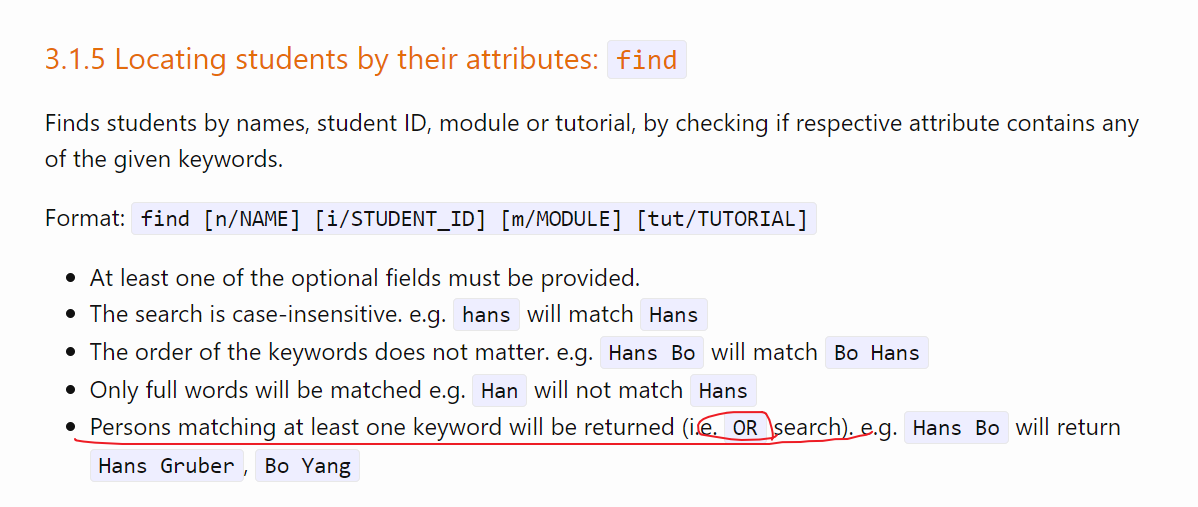 3.1.5 Locating students by their attributes: find
Finds students by names, student ID, module or tutorial, by checking if respective attribute contains any
of the given keywords.
Format: find [n/NAME] [i/STUDENT_ID] [m/MODULE] [tut/TUTORIAL]
• At least one of the optional fields must be provided.
• The search is case-insensitive. e.g. hans will match Hans
• The order of the keywords does not matter. e.g. Hans Bo will match Bo Hans
• Only full words will be matched e.g. Han will not match Hans
• Persons matching at least one keyword will be returned (i.e. OR search). e.g. Hans Bo will return
Hans Gruber, Bo Yang